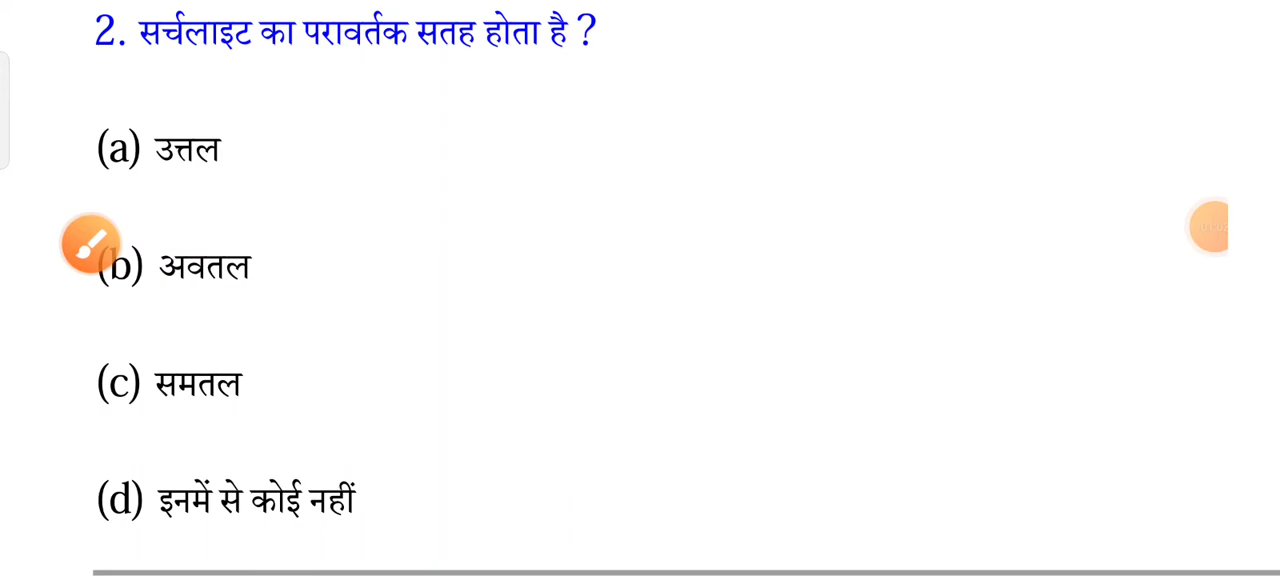 2. सर्चलाइट का परावर्तक सतह होता है ?
(a) उत्तल
(b) अवतल
(c) समतल
(d) इनमें से कोई नहीं